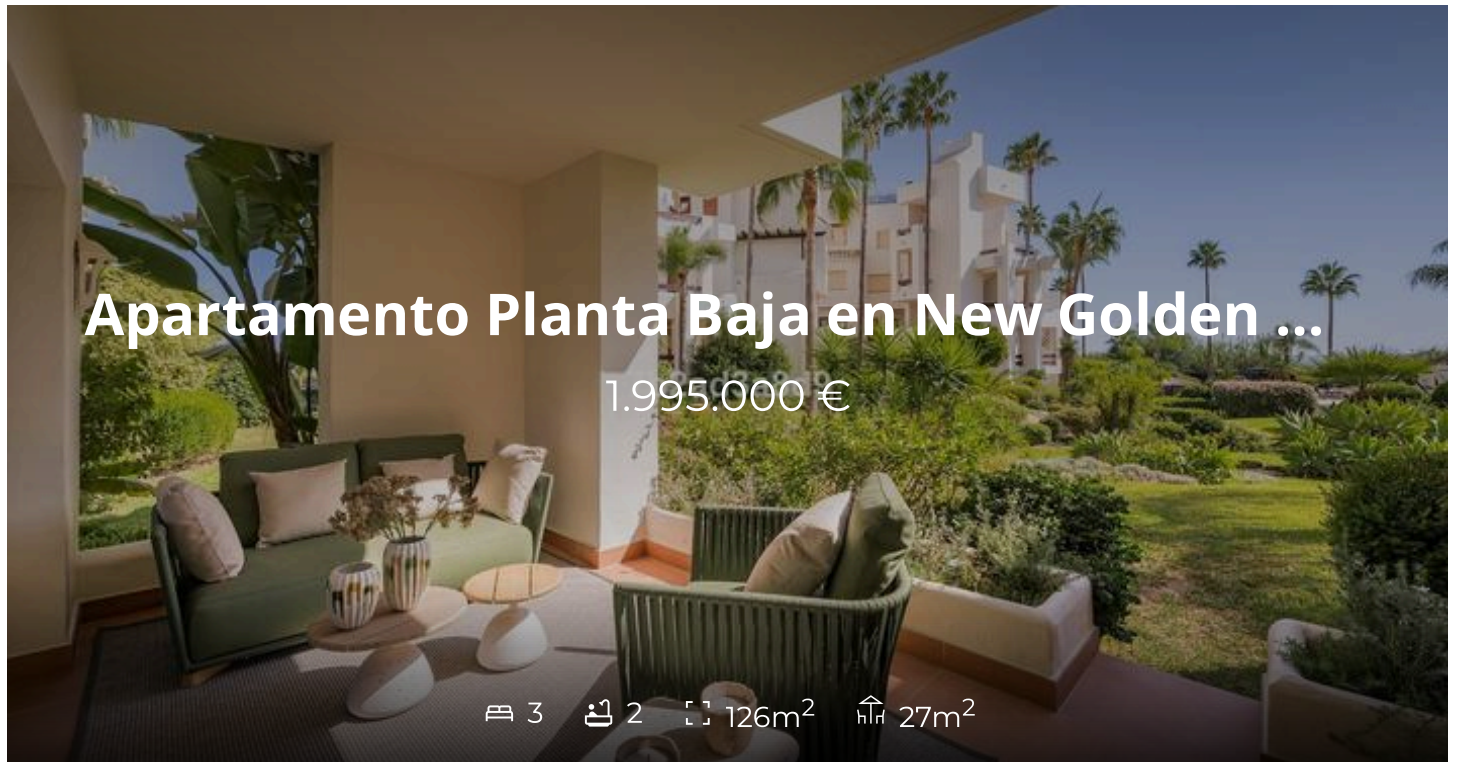 Apartamento Planta Baja en New Golden ...
1.995.000 €
3 2 126m² 27m²